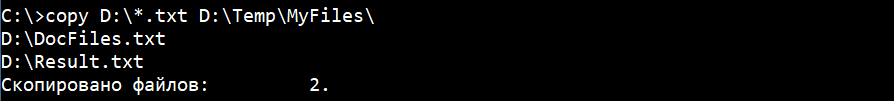 C:\>copy D:\*.txt D:\Temp\MyFiles\
D:\DocFiles.txt
D:\Result.txt
Скопировано файлов:         2.